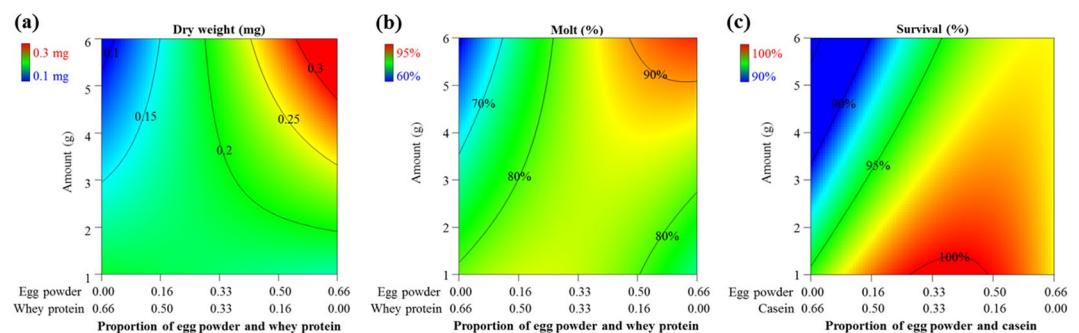 (a)
Dry weight (mg)
0.3 mg
0.1 mg
Amount (g)
6
5
4
3
2
1
0.1
0.15
0.2
0.25
0.3
Egg powder 0.00 0.16 0.33 0.50 0.66
Whey protein 0.66 0.50 0.33 0.16 0.00
Proportion of egg powder and whey protein
(b)
Molt (%)
95%
60%
Amount (g)
6
5
4
3
2
1
70%
80%
90%
80%
Egg powder 0.00 0.16 0.33 0.50 0.66
Whey protein 0.66 0.50 0.33 0.16 0.00
Proportion of egg powder and whey protein
(c)
Survival (%)
100%
90%
Amount (g)
6
5
4
3
2
1
90%
95%
100%
Egg powder 0.00 0.16 0.33 0.50 0.66
Casein 0.66 0.50 0.33 0.16 0.00
Proportion of egg powder and casein